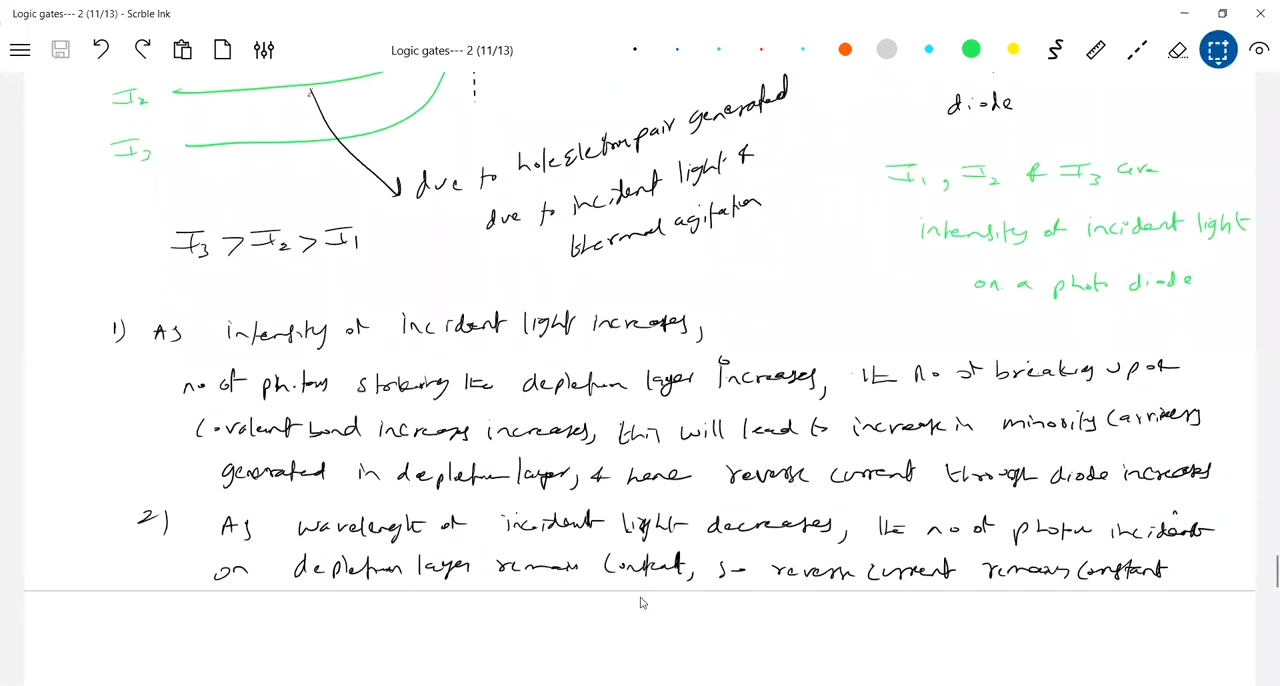 Logic gates--- 2 (11/13) - Scrble Ink
Logic gates--- 2 (11/13)
I2
I3
due to hole Eletron pair generated
due to incident light &
thermal agitation
I3 > I2 > I1
diode
I1, I2 & I3 are
intensity of incident light
on a photo diode
1) As intensity of incident light increases,
no of photons striking the depletion layer increases, the no of breaking up of
covalent bond increases increases, this will lead to increase in minority carriers
generated in depletion layer, & hence reverse current through diode increases
2) As wavelength of incident light decreases, the no of photon incident
on depletion layer remain constant, so reverse current remains constant